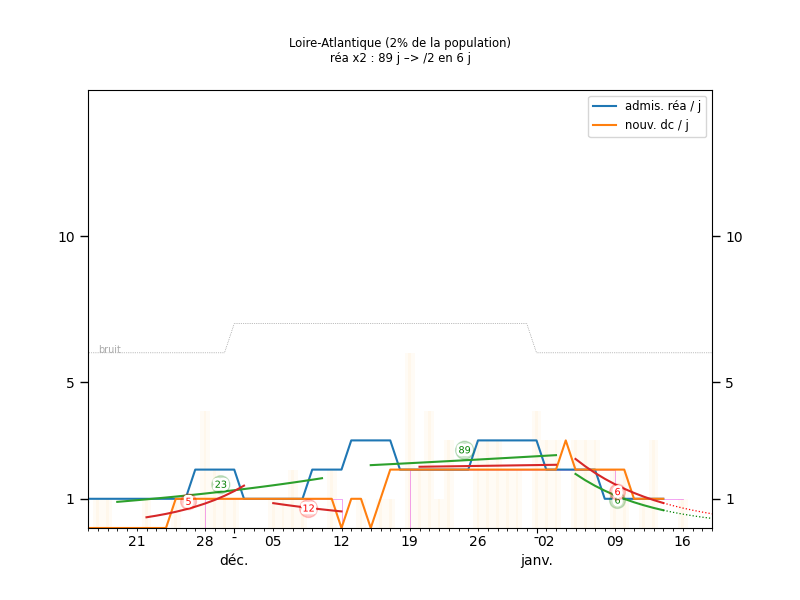 Loire-Atlantique (2% de la population)
réa x2 : 89 j –> /2 en 6 j
admis. réa / j
nouv. dc / j
10 10
bruit
5 5
89
23
5
12
6
6
1 1
21 28 05 12 19 26 02 09 16
déc. janv.